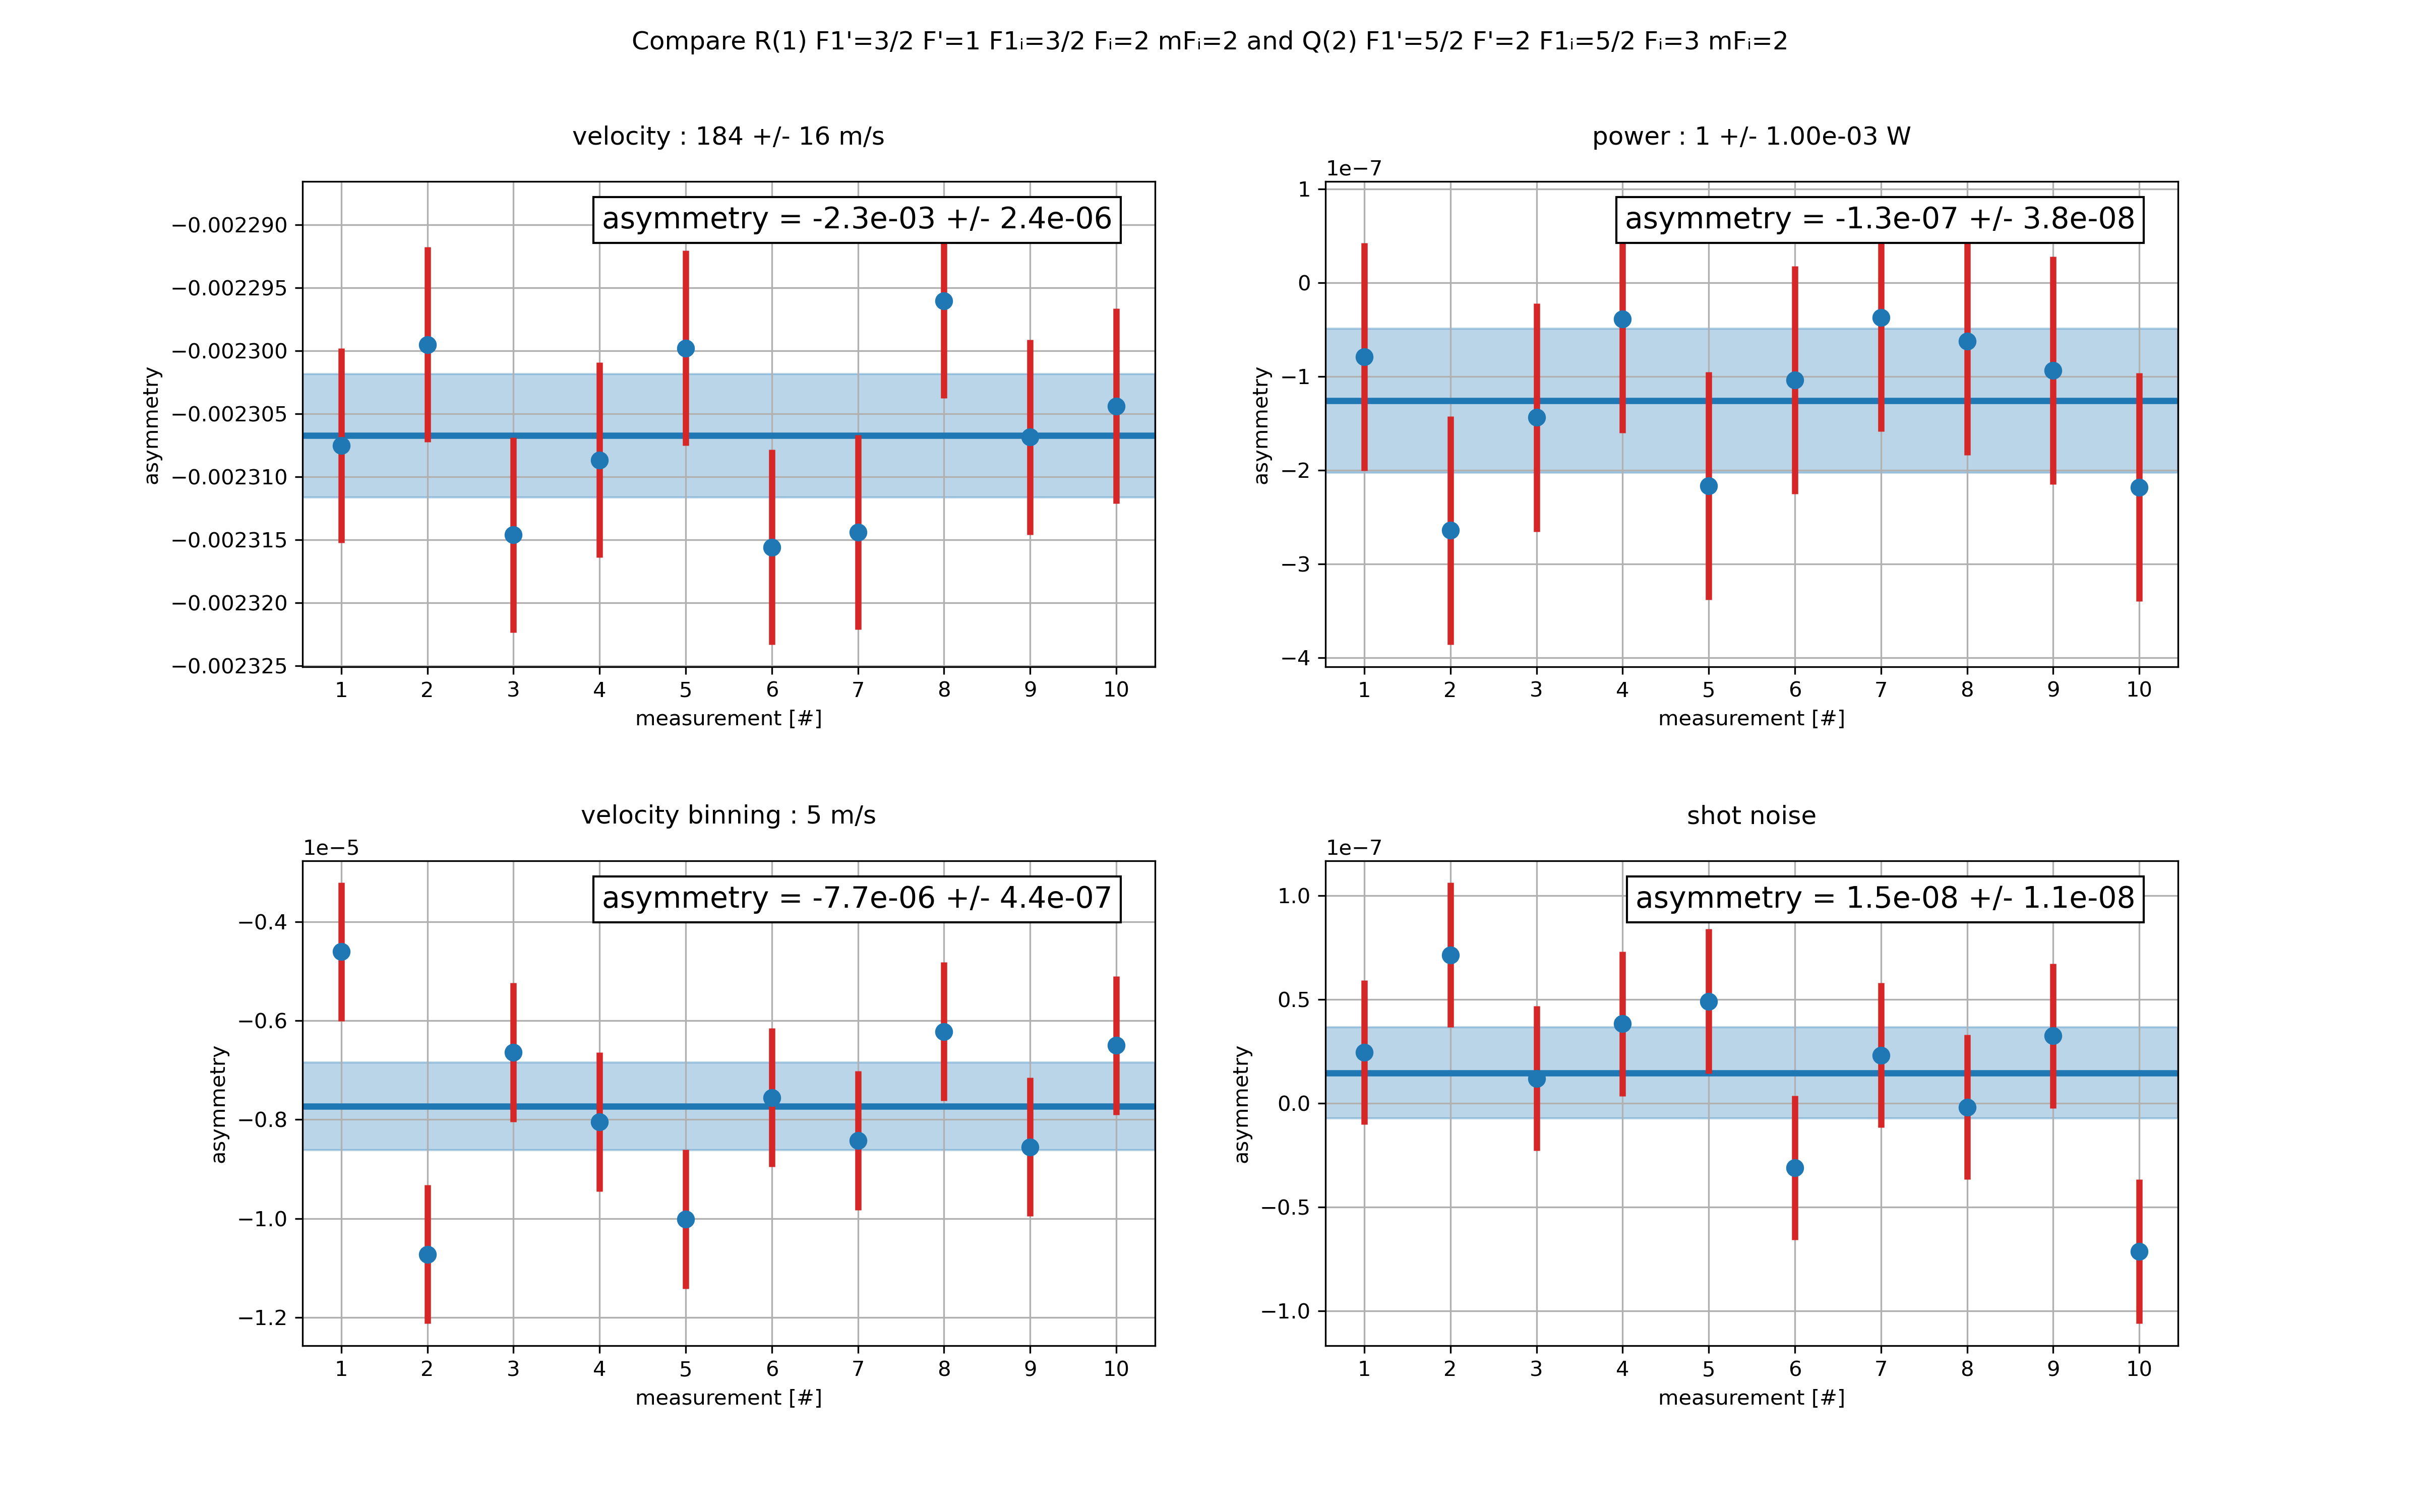 Compare R(1) F1'=3/2 F'=1 F1ᵢ=3/2 Fᵢ=2 mFᵢ=2 and Q(2) F1'=5/2 F'=2 F1ᵢ=5/2 Fᵢ=3 mFᵢ=2
velocity : 184 +/- 16 m/s
asymmetry = -2.3e-03 +/- 2.4e-06
−0.002290
−0.002295
−0.002300
−0.002305
−0.002310
−0.002315
−0.002320
−0.002325
asymmetry
1 2 3 4 5 6 7 8 9 10
measurement [#]
power : 1 +/- 1.00e-03 W
1e−7
asymmetry = -1.3e-07 +/- 3.8e-08
1
0
−1
−2
−3
−4
asymmetry
1 2 3 4 5 6 7 8 9 10
measurement [#]
velocity binning : 5 m/s
1e−5
asymmetry = -7.7e-06 +/- 4.4e-07
−0.4
−0.6
−0.8
−1.0
−1.2
asymmetry
1 2 3 4 5 6 7 8 9 10
measurement [#]
shot noise
1e−7
asymmetry = 1.5e-08 +/- 1.1e-08
1.0
0.5
0.0
−0.5
−1.0
asymmetry
1 2 3 4 5 6 7 8 9 10
measurement [#]